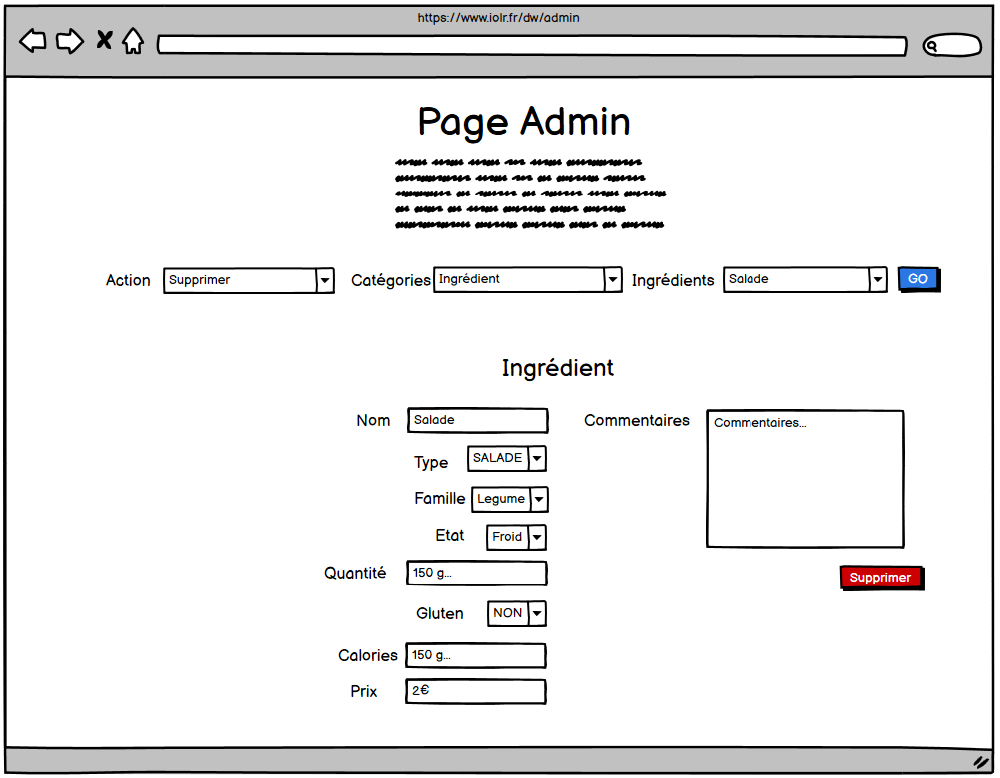 https://www.iolr.fr/dw/admin
Page Admin
Action Supprimer Catégories Ingrédient Ingrédients Salade GO
Ingrédient
Nom Salade Commentaires Commentaires...
Type SALADE
Famille Legume
Etat Froid
Quantité 150 g...
Supprimer
Gluten NON
Calories 150 g...
Prix 2€